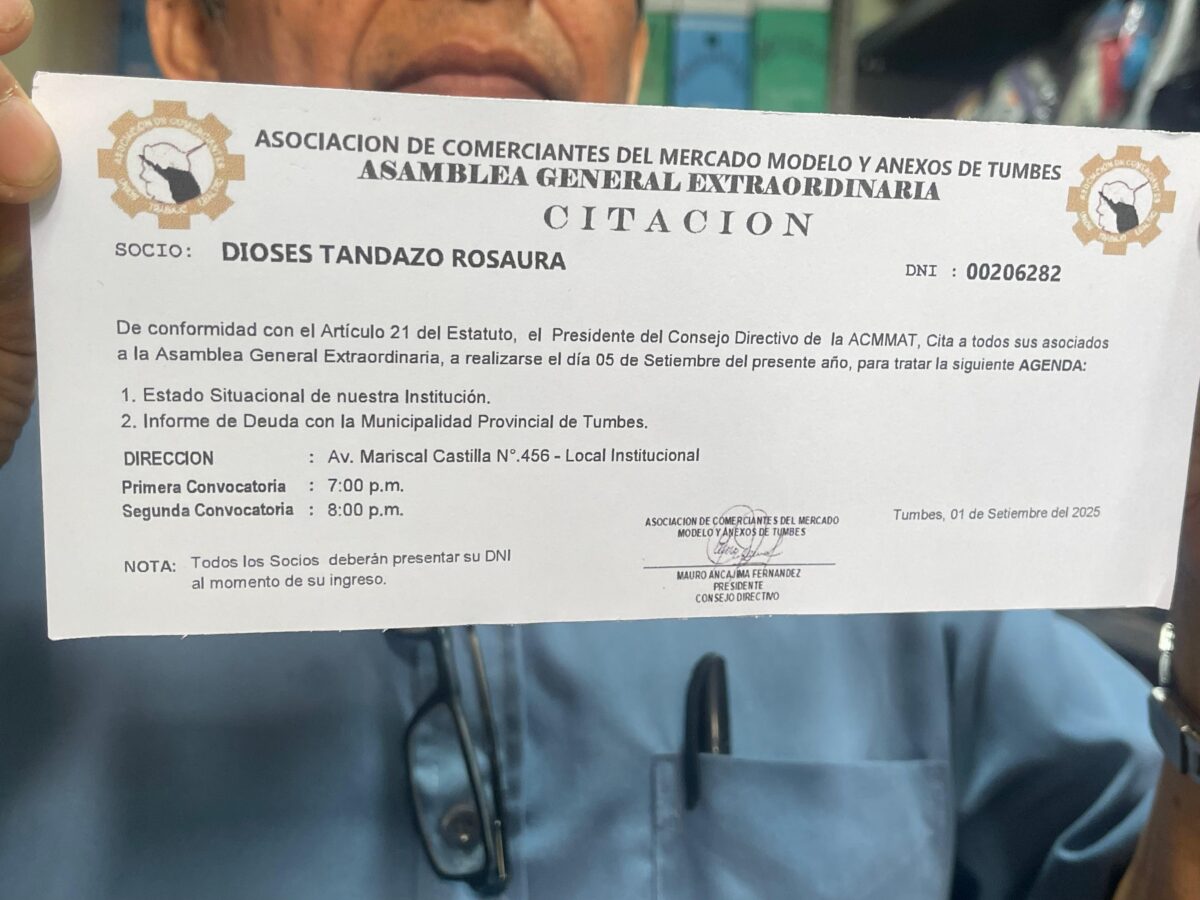 ASOCIACION DE COMERCIANTES DEL MERCADO MODELO Y ANEXOS DE TUMBES
ASAMBLEA GENERAL EXTRAORDINARIA
CITACION
SOCIO: DIOSES TANDAZO ROSAURA
DNI : 00206282
De conformidad con el Artículo 21 del Estatuto, el Presidente del Consejo Directivo de la ACMMAT, Cita a todos sus asociados
a la Asamblea General Extraordinaria, a realizarse el día 05 de Setiembre del presente año, para tratar la siguiente AGENDA:
1. Estado Situacional de nuestra Institución.
2. Informe de Deuda con la Municipalidad Provincial de Tumbes.
DIRECCION : Av. Mariscal Castilla N°.456 - Local Institucional
Primera Convocatoria : 7:00 p.m.
Segunda Convocatoria : 8:00 p.m.
Tumbes, 01 de Setiembre del 2025
ASOCIACION DE COMERCIANTES DEL MERCADO
MODELO Y ANEXOS DE TUMBES
MAURO ANCAJIMA FERNANDEZ
PRESIDENTE
CONSEJO DIRECTIVO
NOTA: Todos los Socios deberán presentar su DNI
al momento de su ingreso.